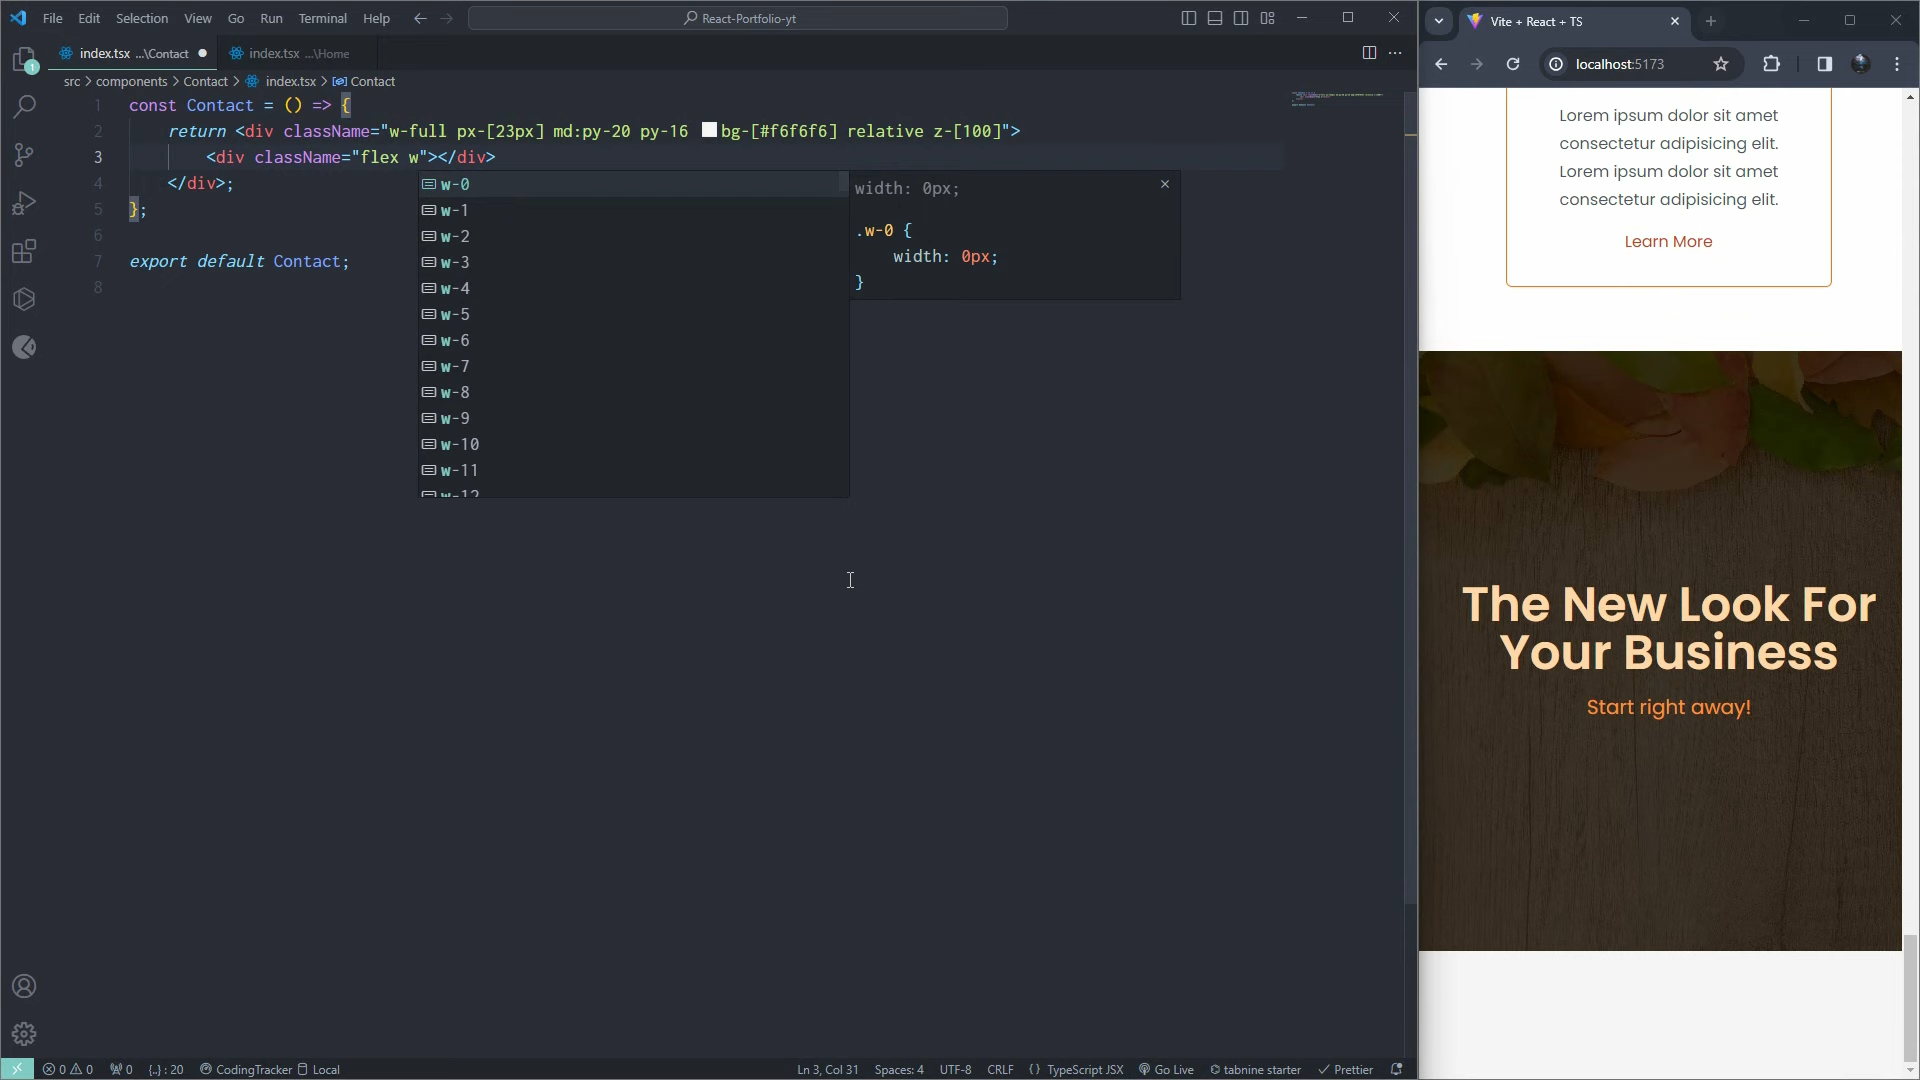 File Edit Selection View Go Run Terminal Help
React-Portfolio-yt
index.tsx ...\Contact
index.tsx ...\Home
src > components > Contact > index.tsx > Contact
1 const Contact = () => {
2 return <div className="w-full px-[23px] md:py-20 py-16 bg-[#f6f6f6] relative z-[100]">
3 <div className="flex w"></div>
4 </div>;
5 };
6
7 export default Contact;
8
w-0
w-1
w-2
w-3
w-4
w-5
w-6
w-7
w-8
w-9
w-10
w-11
w-12
width: 0px;
.w-0 {
width: 0px;
}
1
0 0 0 {..} : 20 CodingTracker Local
Ln 3, Col 31 Spaces: 4 UTF-8 CRLF {} TypeScript JSX Go Live tabnine starter Prettier
Vite + React + TS
localhost:5173
Lorem ipsum dolor sit amet
consectetur adipisicing elit.
Lorem ipsum dolor sit amet
consectetur adipisicing elit.
Learn More
The New Look For
Your Business
Start right away!